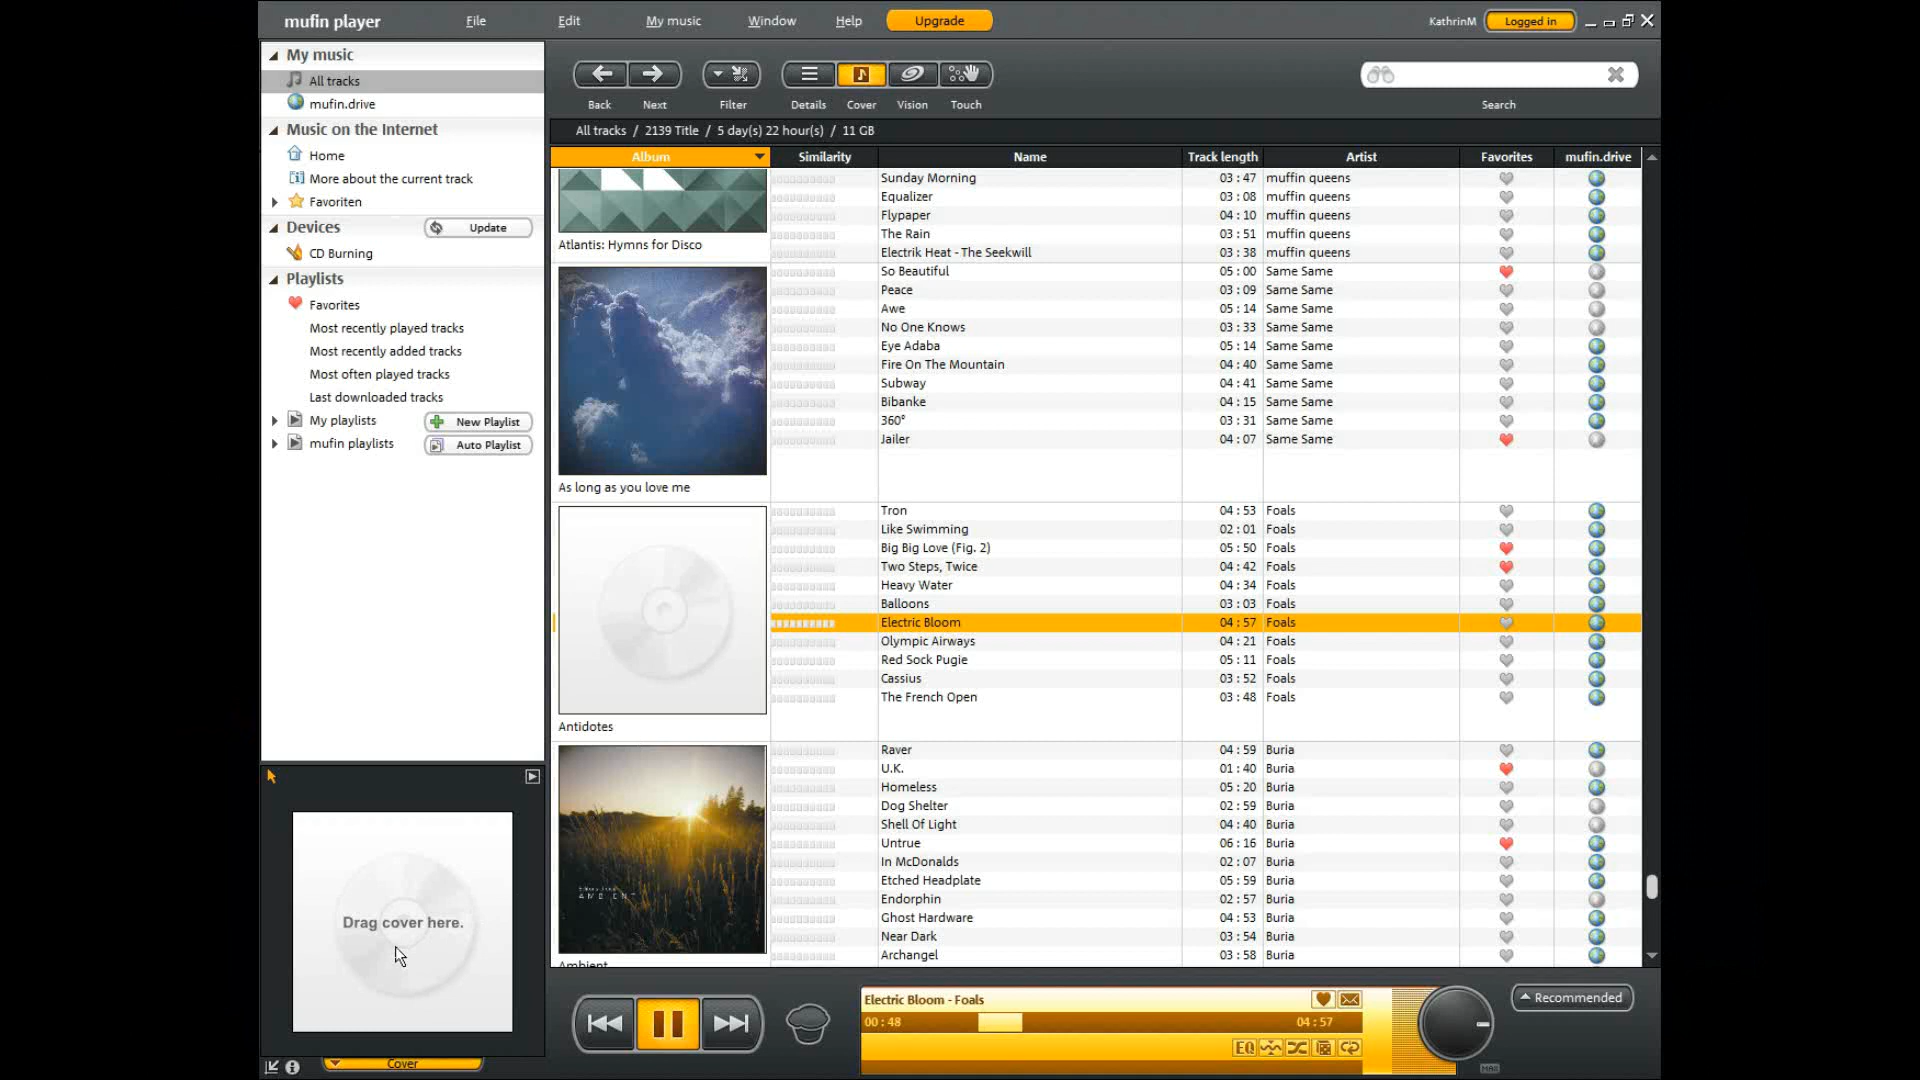 mufin player File Edit My music Window Help Upgrade KathrinM Logged in
My music
All tracks
mufin.drive
Music on the Internet
Home
More about the current track
Favoriten
Devices Update
CD Burning
Playlists
Favorites
Most recently played tracks
Most recently added tracks
Most often played tracks
Last downloaded tracks
My playlists New Playlist
mufin playlists Auto Playlist
Drag cover here.
Cover
Back Next Filter Details Cover Vision Touch Search
All tracks / 2139 Title / 5 day(s) 22 hour(s) / 11 GB
Album Similarity Name Track length Artist Favorites mufin.drive
Sunday Morning 03:47 muffin queens
Equalizer 03:08 muffin queens
Flypaper 04:10 muffin queens
The Rain 03:51 muffin queens
Atlantis: Hymns for Disco
Electrik Heat - The Seekwill 03:38 muffin queens
So Beautiful 05:00 Same Same
Peace 03:09 Same Same
Awe 05:14 Same Same
No One Knows 03:33 Same Same
Eye Adaba 05:14 Same Same
Fire On The Mountain 04:40 Same Same
Subway 04:41 Same Same
Bibanke 04:15 Same Same
360° 03:31 Same Same
Jailer 04:07 Same Same
As long as you love me
Tron 04:53 Foals
Like Swimming 02:01 Foals
Big Big Love (Fig. 2) 05:50 Foals
Two Steps, Twice 04:42 Foals
Heavy Water 04:34 Foals
Balloons 03:03 Foals
Electric Bloom 04:57 Foals
Olympic Airways 04:21 Foals
Red Sock Pugie 05:11 Foals
Cassius 03:52 Foals
The French Open 03:48 Foals
Antidotes
Raver 04:59 Buria
U.K. 01:40 Buria
Homeless 05:20 Buria
Dog Shelter 02:59 Buria
Shell Of Light 04:40 Buria
Untrue 06:16 Buria
In McDonalds 02:07 Buria
Etched Headplate 05:59 Buria
AMBIENT
Endorphin 02:57 Buria
Ghost Hardware 04:53 Buria
Near Dark 03:54 Buria
Archangel 03:58 Buria
Ambient
Electric Bloom - Foals
00:48 04:57
EQ
MAX
Recommended